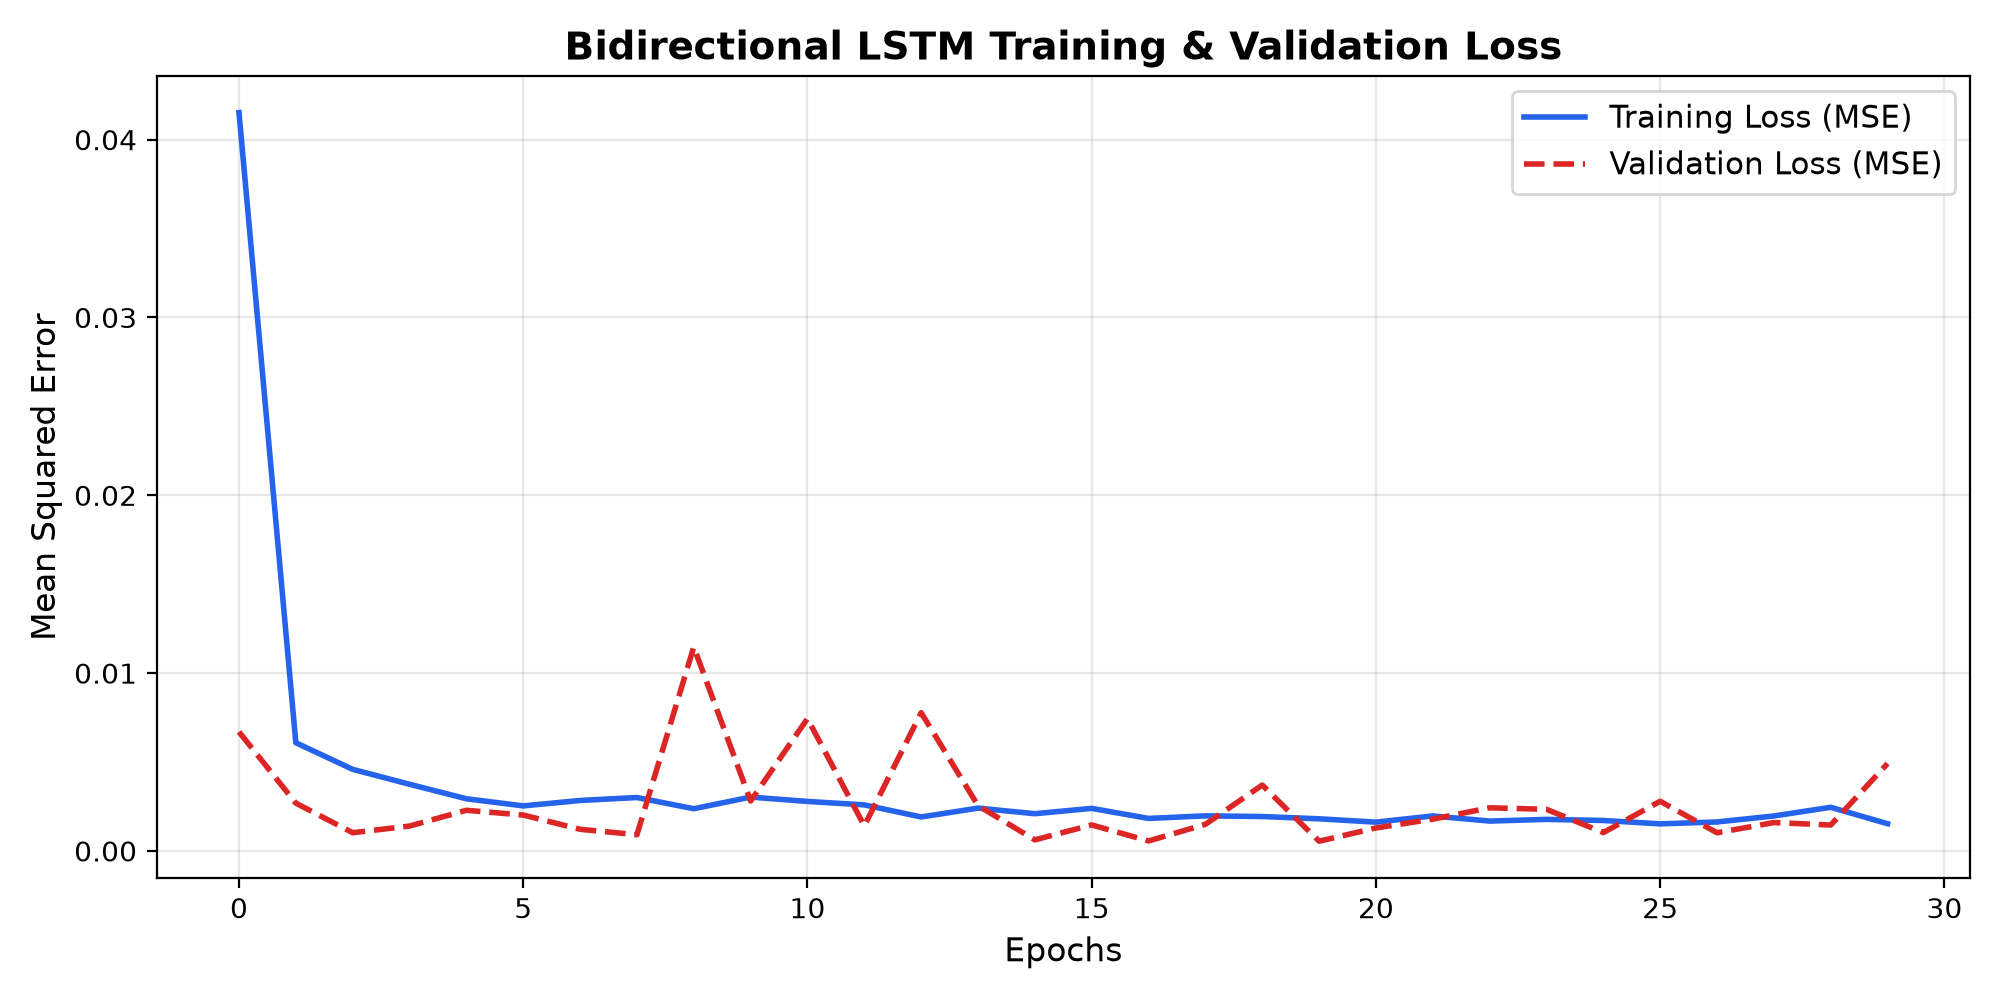 Bidirectional LSTM Training & Validation Loss
Training Loss (MSE)
Validation Loss (MSE)
Mean Squared Error
0.04
0.03
0.02
0.01
0.00
0 5 10 15 20 25 30
Epochs